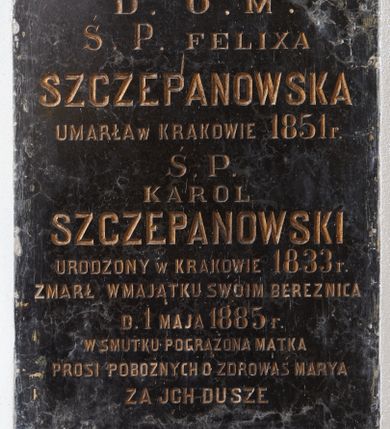 D. O. M.
Ś. P. FELIXA
SZCZEPANOWSKA
UMARŁA W KRAKOWIE 1851 r.
Ś. P.
KAROL
SZCZEPANOWSKI
URODZONY W KRAKOWIE 1833 r.
ZMARŁ W MAJĄTKU SWOIM BEREZNICA
D. 1 MAJA 1885 r.
W SMUTKU POGRĄŻONA MATKA
PROSI POBOŻNYCH O ZDROWAŚ MARYA
ZA JCH DUSZE